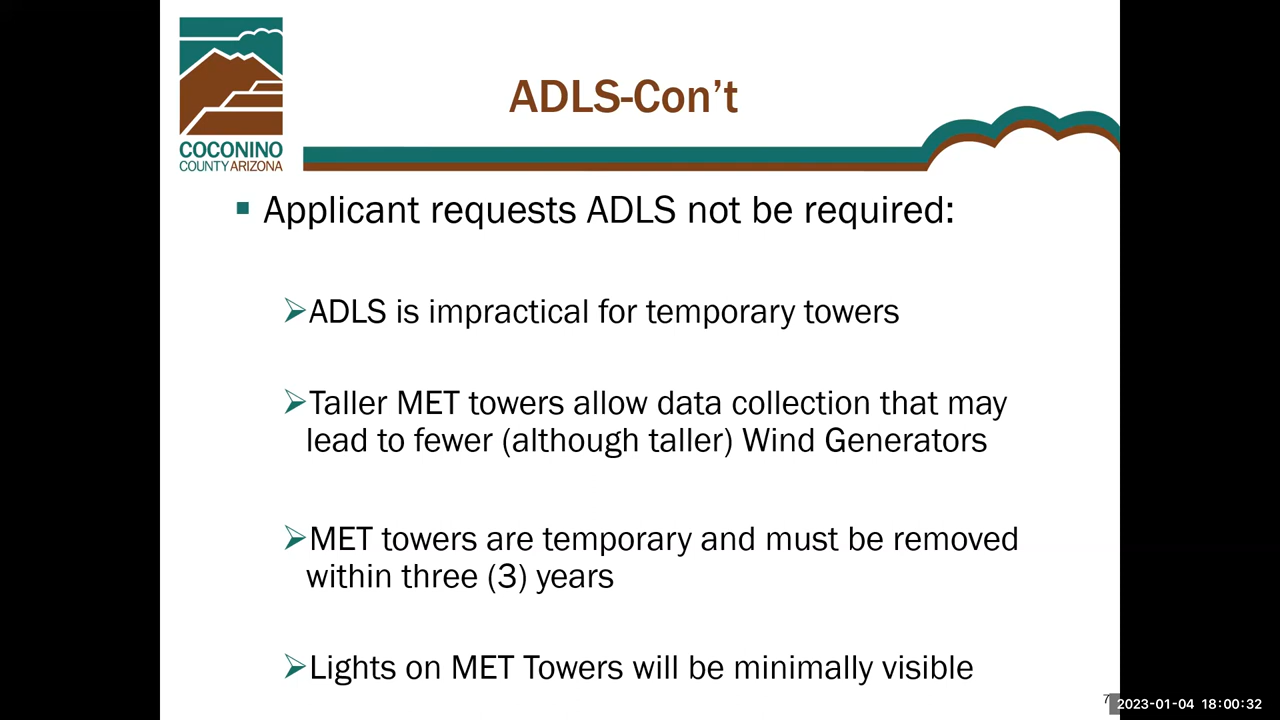 COCONINO
COUNTY ARIZONA
ADLS-Con’t
Applicant requests ADLS not be required:
ADLS is impractical for temporary towers
Taller MET towers allow data collection that may
lead to fewer (although taller) Wind Generators
MET towers are temporary and must be removed
within three (3) years
Lights on MET Towers will be minimally visible
7
2023-01-04 18:00:32